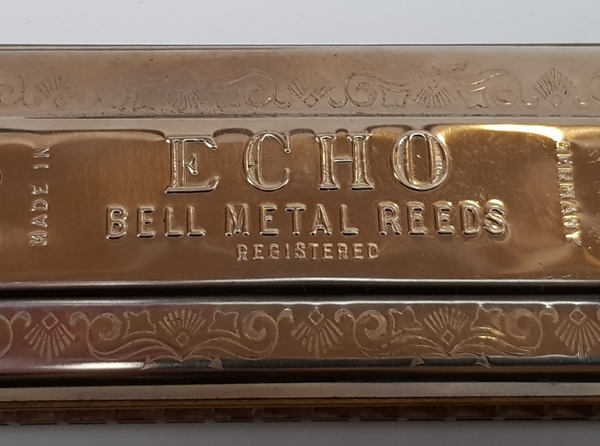 MADE IN
ECHO
BELL METAL REEDS
REGISTERED
GERMANY